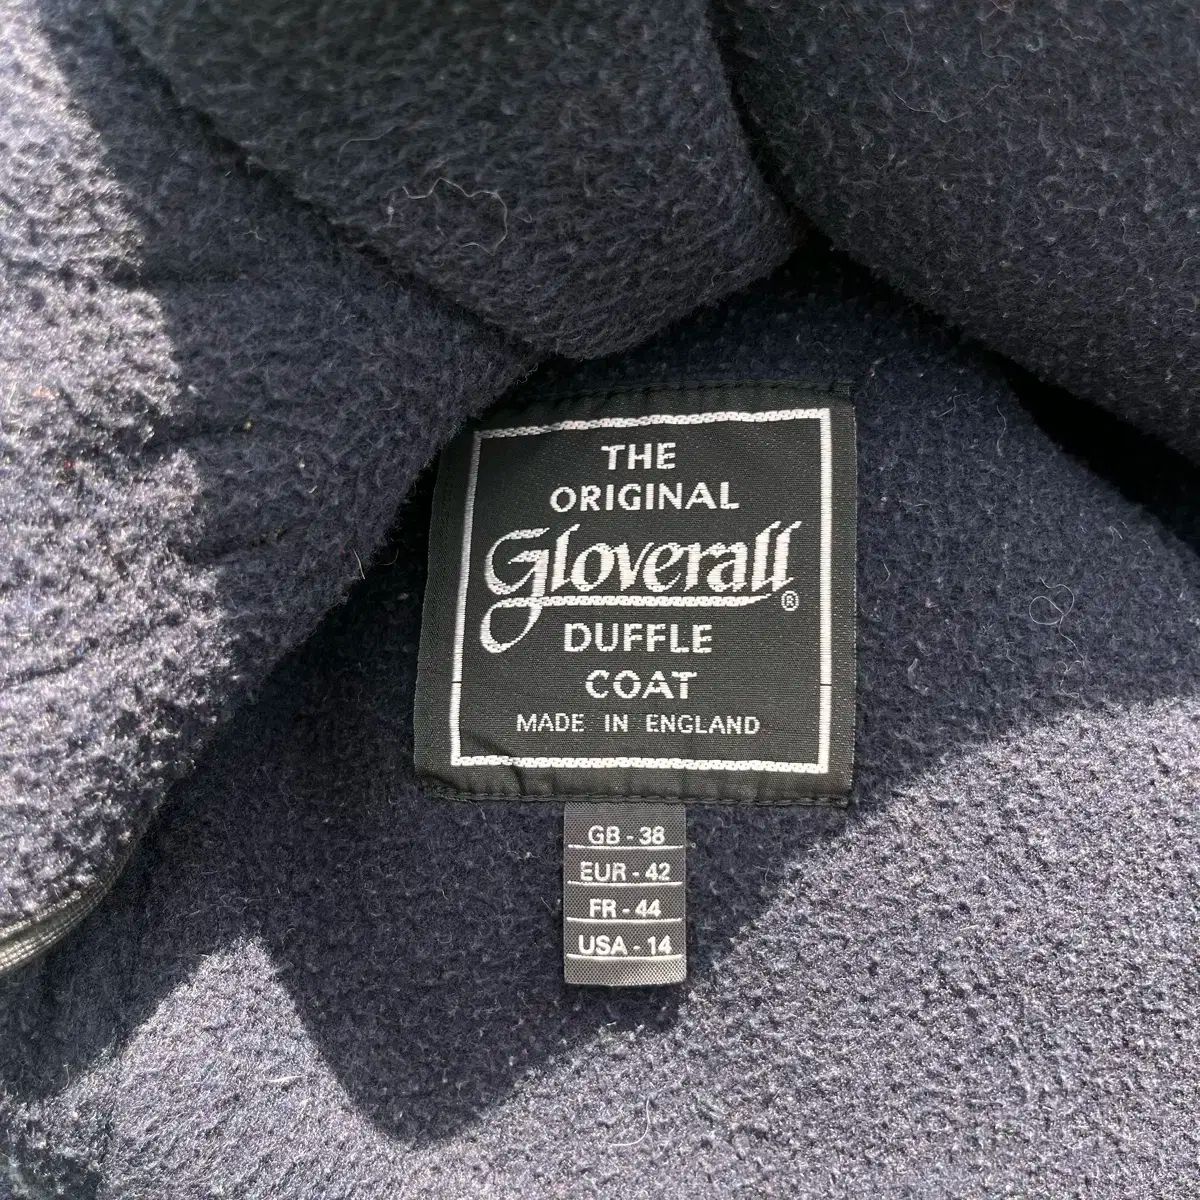 THE
ORIGINAL
Gloverall®
DUFFLE
COAT
MADE IN ENGLAND
GB - 38
EUR - 42
FR - 44
USA - 14